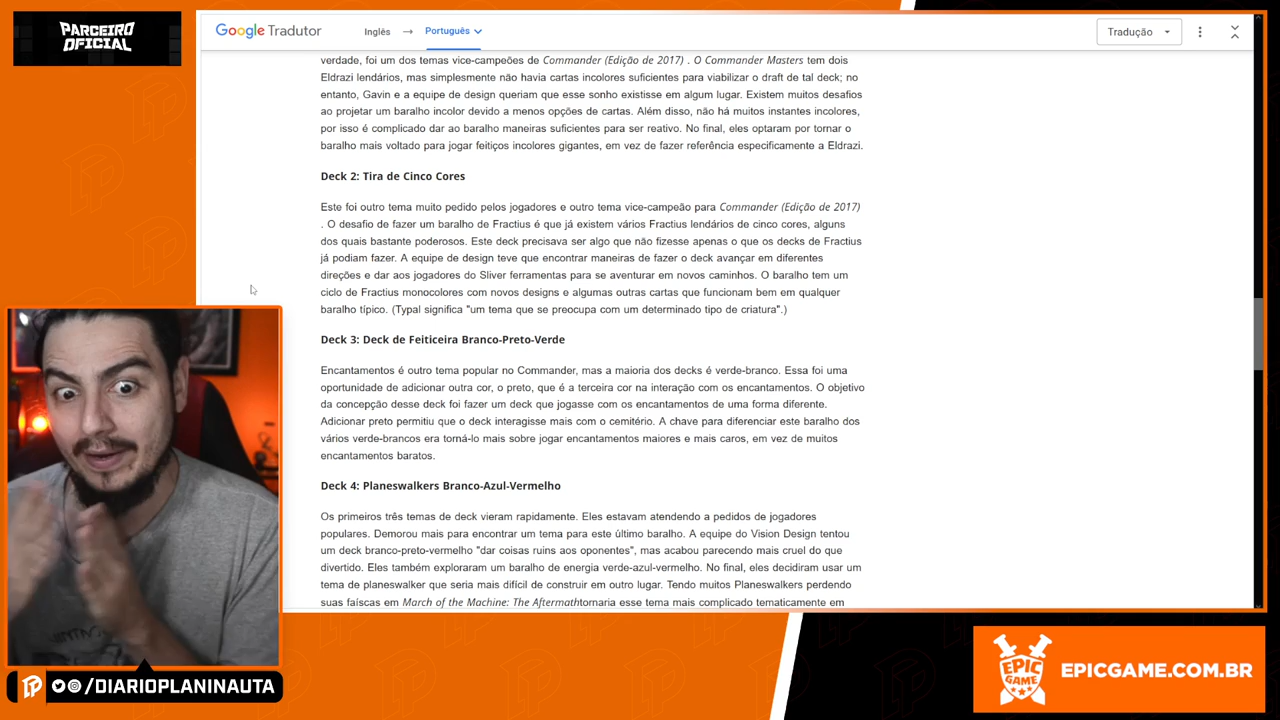 PARCEIRO
OFICIAL
Google Tradutor
Inglês
Português
Tradução
verdade, foi um dos temas vice-campeões de Commander (Edição de 2017) . O Commander Masters tem dois
Eldrazi lendários, mas simplesmente não havia cartas incolores suficientes para viabilizar o draft de tal deck; no
entanto, Gavin e a equipe de design queriam que esse sonho existisse em algum lugar. Existem muitos desafios
ao projetar um baralho incolor devido a menos opções de cartas. Além disso, não há muitos instantes incolores,
por isso é complicado dar ao baralho maneiras suficientes para ser reativo. No final, eles optaram por tornar o
baralho mais voltado para jogar feitiços incolores gigantes, em vez de fazer referência especificamente a Eldrazi.
Deck 2: Tira de Cinco Cores
Este foi outro tema muito pedido pelos jogadores e outro tema vice-campeão para Commander (Edição de 2017)
. O desafio de fazer um baralho de Fractius é que já existem vários Fractius lendários de cinco cores, alguns
dos quais bastante poderosos. Este deck precisava ser algo que não fizesse apenas o que os decks de Fractius
já podiam fazer. A equipe de design teve que encontrar maneiras de fazer o deck avançar em diferentes
direções e dar aos jogadores do Sliver ferramentas para se aventurar em novos caminhos. O baralho tem um
ciclo de Fractius monocolores com novos designs e algumas outras cartas que funcionam bem em qualquer
baralho típico. (Typal significa "um tema que se preocupa com um determinado tipo de criatura".)
Deck 3: Deck de Feiticeira Branco-Preto-Verde
Encantamentos é outro tema popular no Commander, mas a maioria dos decks é verde-branco. Essa foi uma
oportunidade de adicionar outra cor, o preto, que é a terceira cor na interação com os encantamentos. O objetivo
da concepção desse deck foi fazer um deck que jogasse com os encantamentos de uma forma diferente.
Adicionar preto permitiu que o deck interagisse mais com o cemitério. A chave para diferenciar este baralho dos
vários verde-brancos era torná-lo mais sobre jogar encantamentos maiores e mais caros, em vez de muitos
encantamentos baratos.
Deck 4: Planeswalkers Branco-Azul-Vermelho
Os primeiros três temas de deck vieram rapidamente. Eles estavam atendendo a pedidos de jogadores
populares. Demorou mais para encontrar um tema para este último baralho. A equipe do Vision Design tentou
um deck branco-preto-vermelho "dar coisas ruins aos oponentes", mas acabou parecendo mais cruel do que
divertido. Eles também exploraram um baralho de energia verde-azul-vermelho. No final, eles decidiram usar um
tema de planeswalker que seria mais difícil de construir em outro lugar. Tendo muitos Planeswalkers perdendo
suas faíscas em March of the Machine: The Aftermathtornaria esse tema mais complicado tematicamente em
/DIARIOPLANINAUTA
EPIC
GAME
EPICGAME.COM.BR